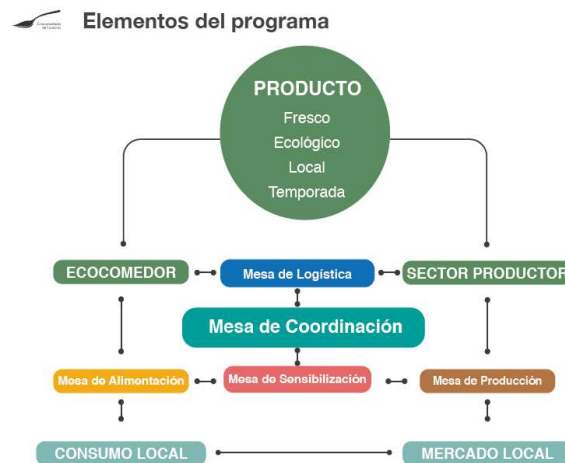 Elementos del programa
PRODUCTO
Fresco
Ecológico
Local
Temporada
ECOCOMEDOR
Mesa de Logística
SECTOR PRODUCTOR
Mesa de Coordinación
Mesa de Alimentación
Mesa de Sensibilización
Mesa de Producción
CONSUMO LOCAL
MERCADO LOCAL